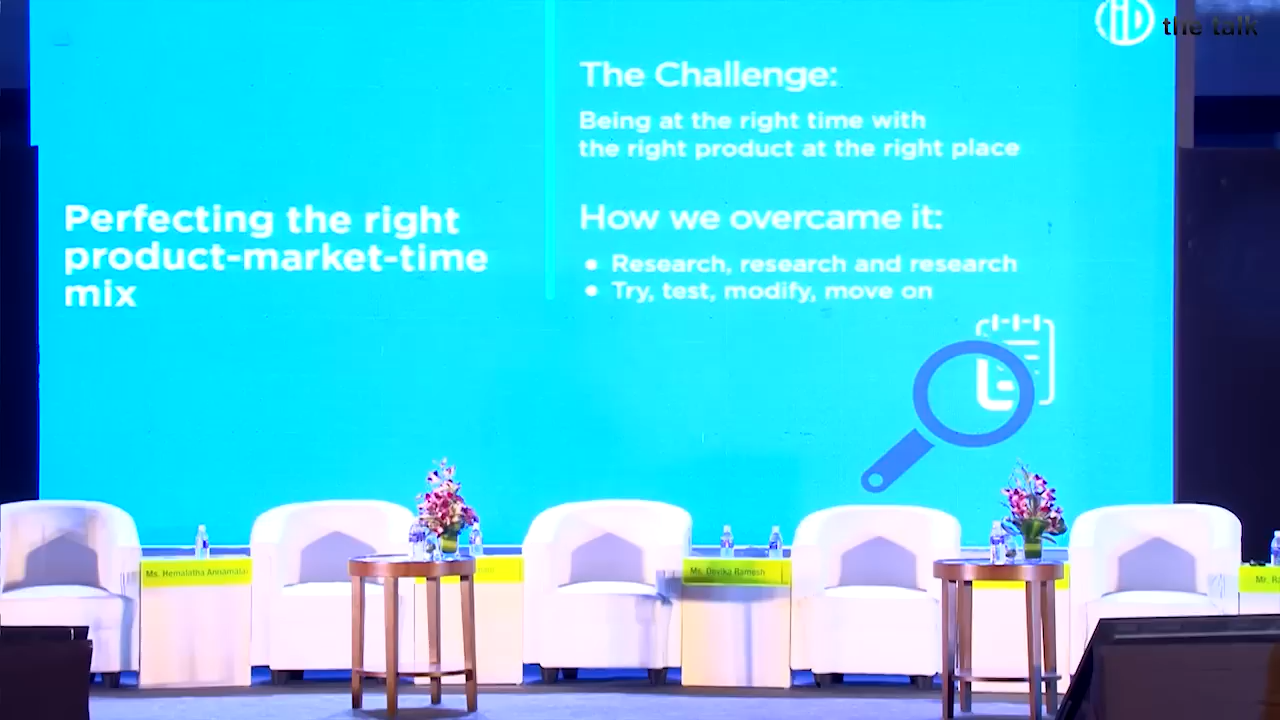 the talk
The Challenge:
Being at the right time with
the right product at the right place
Perfecting the right
product-market-time
mix
How we overcame it:
• Research, research and research
• Try, test, modify, move on
Ms. Hemalatha Annamalai
Ms. Devika Ramesh
Mr.